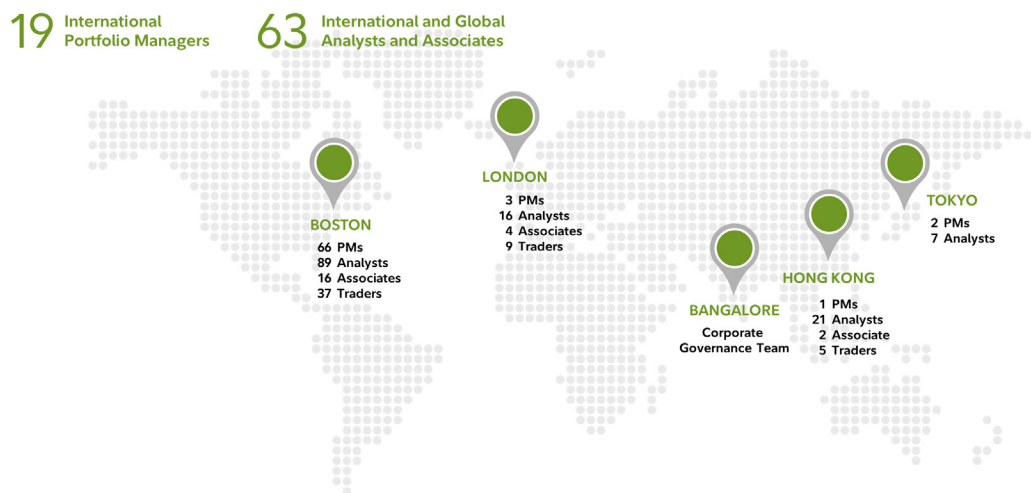 19 International
Portfolio Managers
63 International and Global
Analysts and Associates
BOSTON
66 PMs
89 Analysts
16 Associates
37 Traders
LONDON
3 PMs
16 Analysts
4 Associates
9 Traders
BANGALORE
Corporate
Governance Team
HONG KONG
1 PMs
21 Analysts
2 Associate
5 Traders
TOKYO
2 PMs
7 Analysts